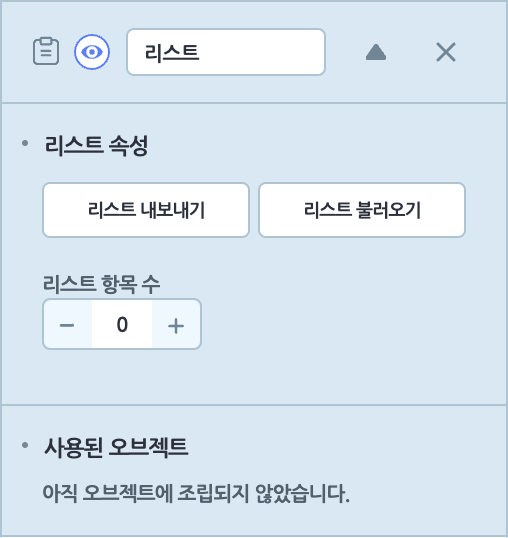 리스트
리스트 속성
리스트 내보내기 리스트 불러오기
리스트 항목 수
− 0 +
사용된 오브젝트
아직 오브젝트에 조립되지 않았습니다.